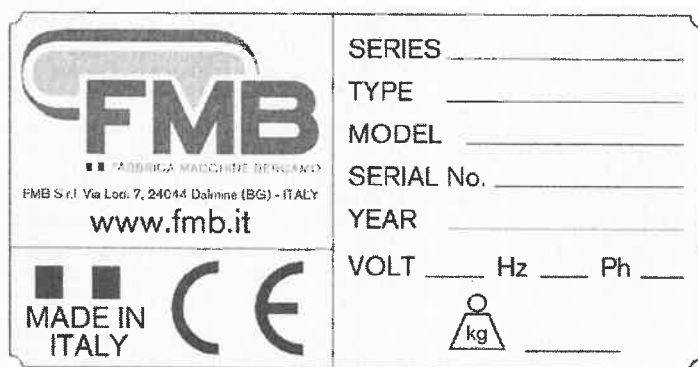 FMB
FABBRICA MACCHINE BERGAMO
FMB S.r.l. Via Lodi 7, 24044 Dalmine (BG) - ITALY
www.fmb.it
MADE IN
ITALY
CE
SERIES
TYPE
MODEL
SERIAL No.
YEAR
VOLT Hz Ph
kg